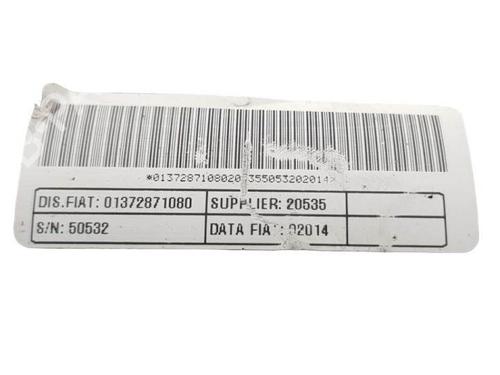 *01372871080205355053202014*
DIS.FIAT: 01372871080 SUPPLIER: 20535
S/N: 50532 DATA FIAT: 02014